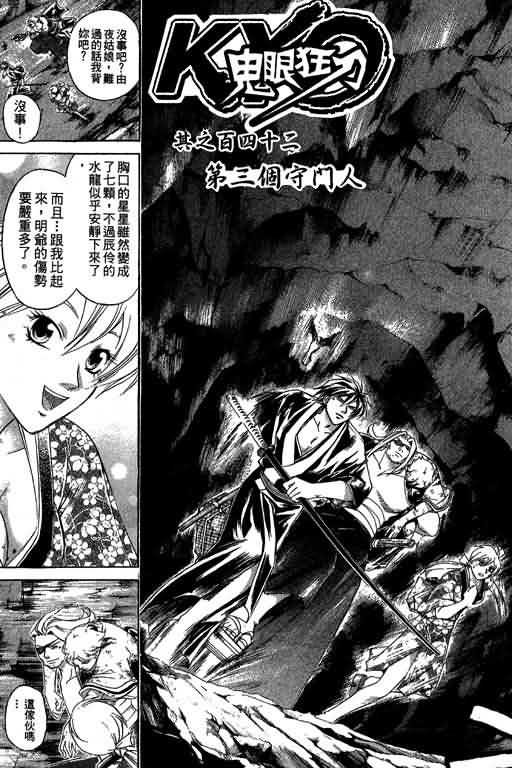 KYO
鬼眼狂刀
其之百四十二
第三個守門人
沒事吧？由
夜姑娘，難
過的話我背
妳吧？
沒事！
胸口的星星雖然變成
了七顆，不過辰伶的
水龍似乎安靜下來了
．
而且…跟我比起
來，明爺的傷勢
要嚴重多了。
這傢伙嗎
…